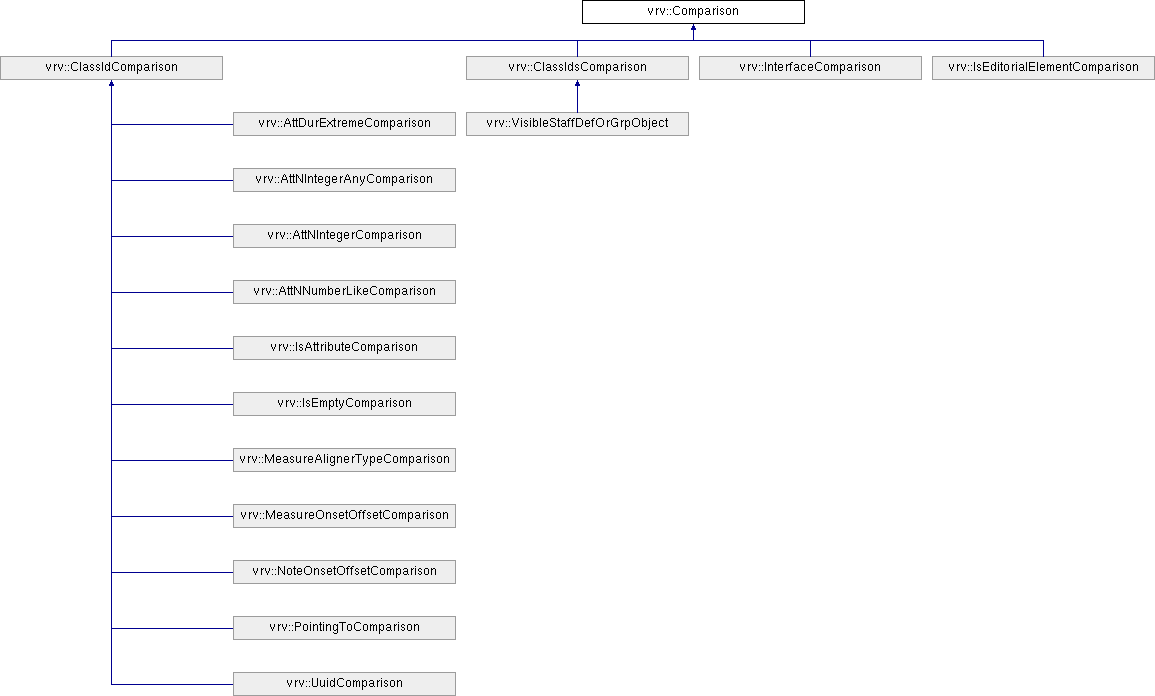 vrv::Comparison
vrv::ClassIdComparison
vrv::ClassIdsComparison
vrv::InterfaceComparison
vrv::IsEditorialElementComparison
vrv::AttDurExtremeComparison
vrv::VisibleStaffDefOrGrpObject
vrv::AttNIntegerAnyComparison
vrv::AttNIntegerComparison
vrv::AttNNumberLikeComparison
vrv::IsAttributeComparison
vrv::IsEmptyComparison
vrv::MeasureAlignerTypeComparison
vrv::MeasureOnsetOffsetComparison
vrv::NoteOnsetOffsetComparison
vrv::PointingToComparison
vrv::UuidComparison